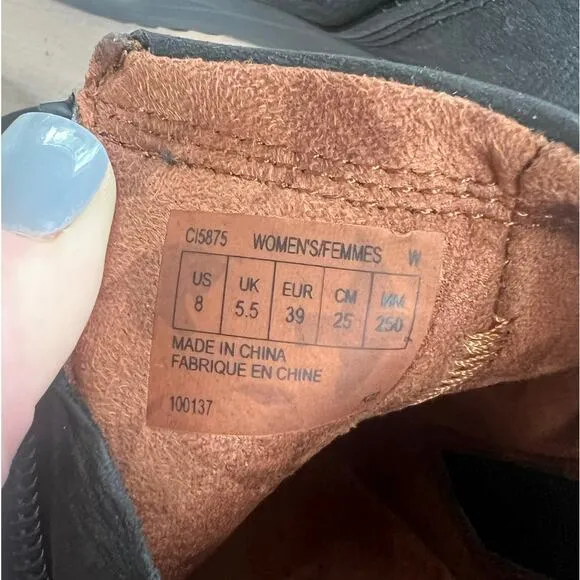 CI5875 WOMEN'S/FEMMES W
US UK EUR CM MM
8 5.5 39 25 250
MADE IN CHINA
FABRIQUE EN CHINE
100137